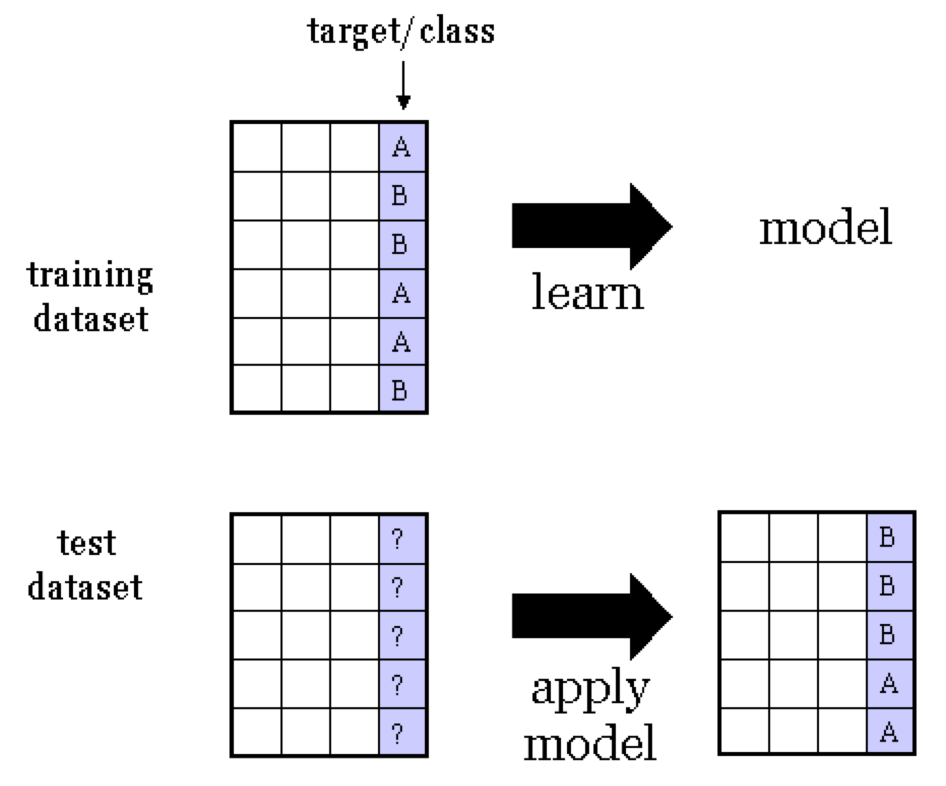 target/class
A
B
B
A
A
B
training
dataset
learn
model
test
dataset
?
?
?
?
?
apply
model
B
B
B
A
A